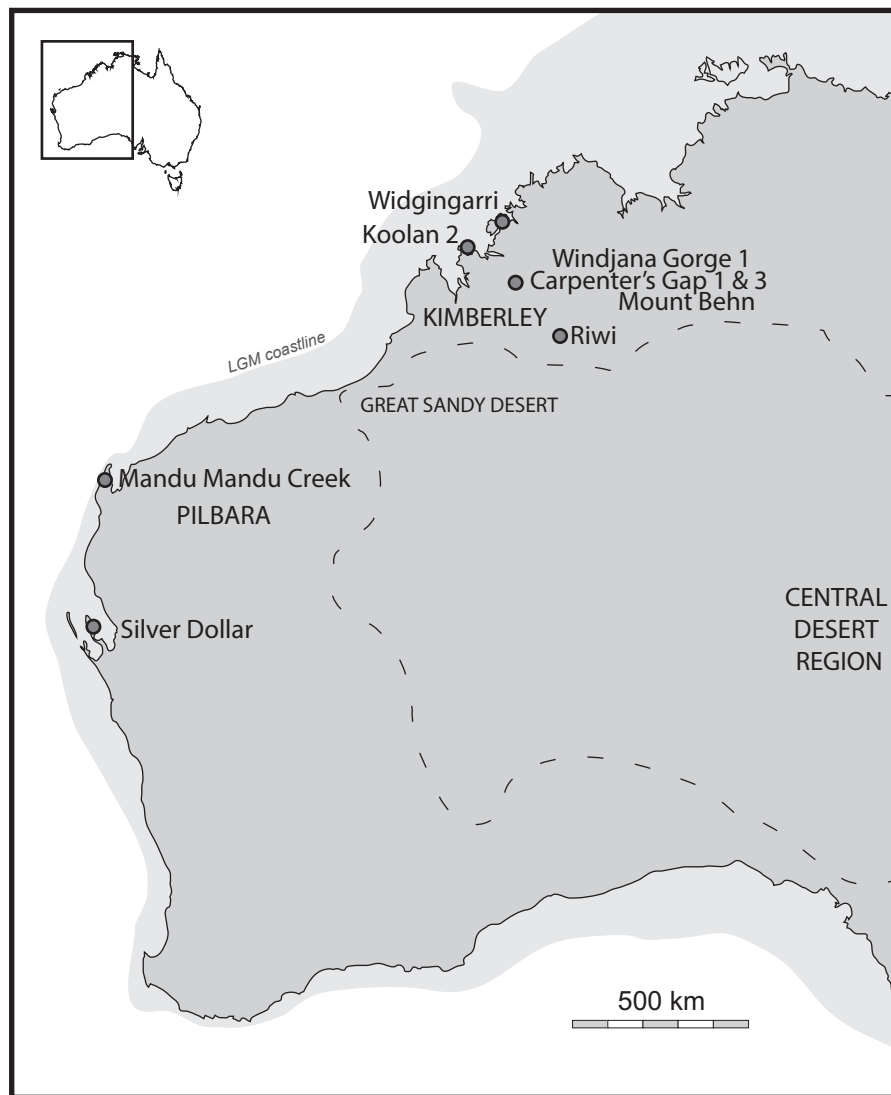 Widgingarri
Koolan 2
Windjana Gorge 1
Carpenter's Gap 1 & 3
Mount Behn
KIMBERLEY
Riwi
LGM coastline
GREAT SANDY DESERT
Mandu Mandu Creek
PILBARA
CENTRAL
DESERT
REGION
Silver Dollar
500 km